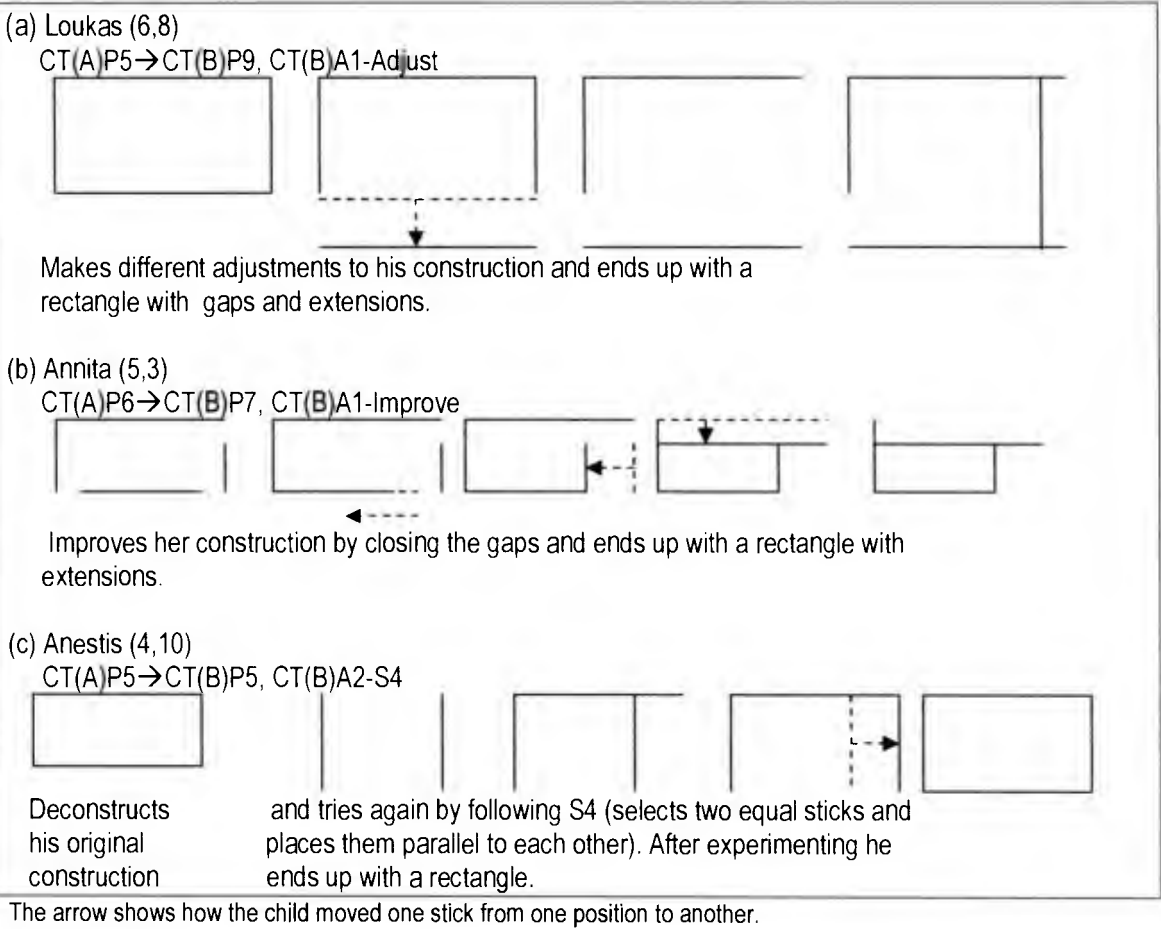 (a) Loukas (6,8)
CT(A)P5→CT(B)P9, CT(B)A1-Adjust
Makes different adjustments to his construction and ends up with a
rectangle with gaps and extensions.
(b) Annita (5,3)
CT(A)P6→CT(B)P7, CT(B)A1-Improve
Improves her construction by closing the gaps and ends up with a rectangle with
extensions.
(c) Anestis (4,10)
CT(A)P5→CT(B)P5, CT(B)A2-S4
Deconstructs
his original
construction
and tries again by following S4 (selects two equal sticks and
places them parallel to each other). After experimenting he
ends up with a rectangle.
The arrow shows how the child moved one stick from one position to another.